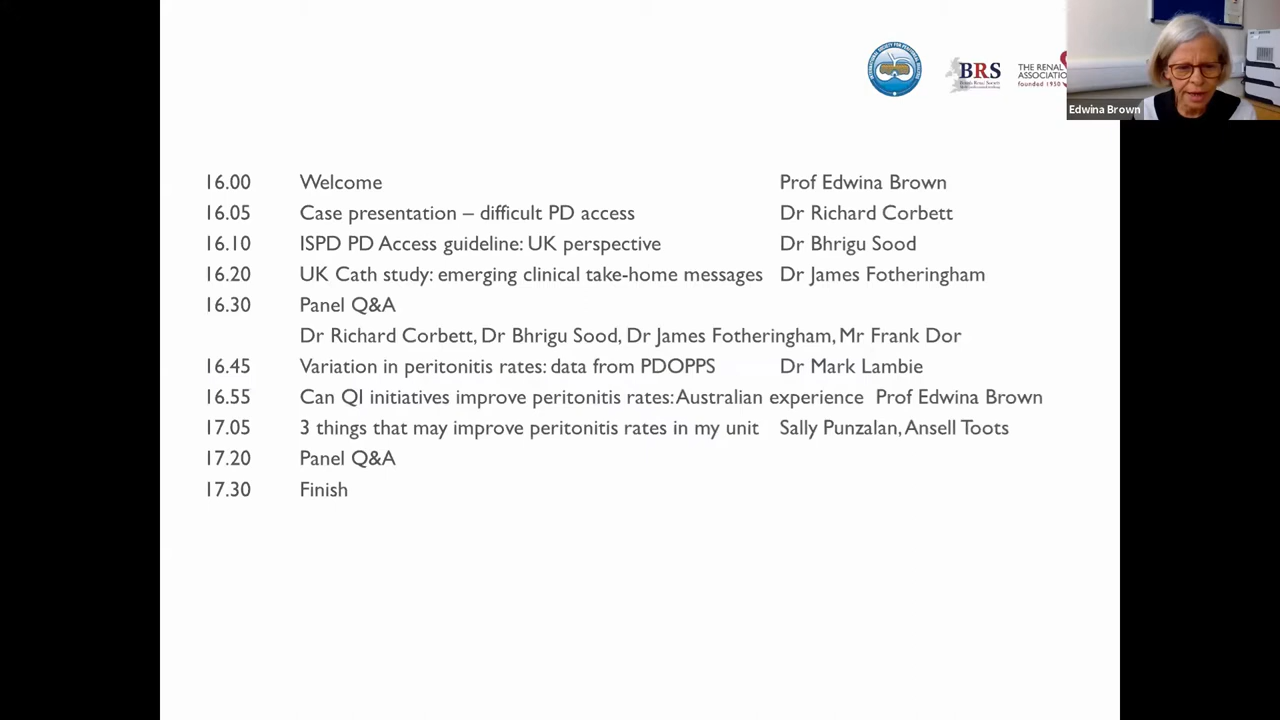 BRS
THE RENAL
ASSOCIATION
founded 1950
Edwina Brown
16.00 Welcome Prof Edwina Brown
16.05 Case presentation – difficult PD access Dr Richard Corbett
16.10 ISPD PD Access guideline: UK perspective Dr Bhrigu Sood
16.20 UK Cath study: emerging clinical take-home messages Dr James Fotheringham
16.30 Panel Q&A
Dr Richard Corbett, Dr Bhrigu Sood, Dr James Fotheringham, Mr Frank Dor
16.45 Variation in peritonitis rates: data from PDOPPS Dr Mark Lambie
16.55 Can QI initiatives improve peritonitis rates: Australian experience Prof Edwina Brown
17.05 3 things that may improve peritonitis rates in my unit Sally Punzalan, Ansell Toots
17.20 Panel Q&A
17.30 Finish